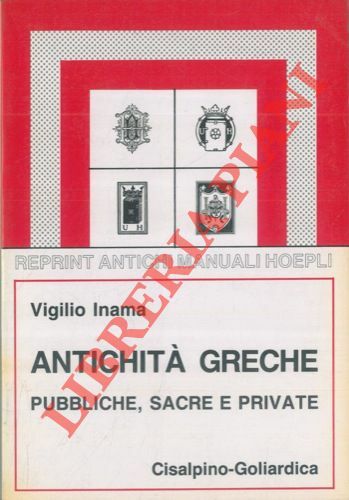 U H
U H
REPRINT ANTICHI MANUALI HOEPLI
Vigilio Inama
ANTICHITÀ GRECHE
PUBBLICHE, SACRE E PRIVATE
Cisalpino-Goliardica
LIBRERIA PIANI